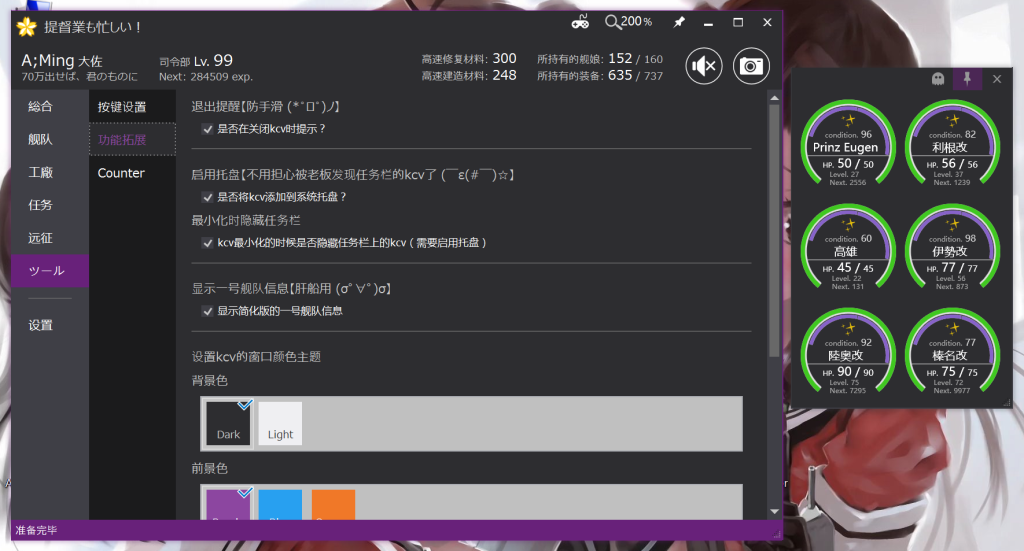 提督業も忙しい！
200%
A;Ming 大佐
司令部 Lv. 99
70万出せば、君のものに
Next: 284509 exp.
高速修复材料: 300
所持有的舰娘: 152 / 160
高速建造材料: 248
所持有的装备: 635 / 737
総合
舰队
工廠
任务
远征
ツール
设置
按键设置
功能拓展
Counter
退出提醒【防手滑 (*ﾟロﾟ)ノ】
是否在关闭kcv时提示？
启用托盘【不用担心被老板发现任务栏的kcv了 (￣ε(#￣)☆】
是否将kcv添加到系统托盘？
最小化时隐藏任务栏
kcv最小化的时候是否隐藏任务栏上的kcv（需要启用托盘）
显示一号舰队信息【肝船用 (σﾟ∀ﾟ)σ】
显示简化版的一号舰队信息
设置kcv的窗口颜色主题
背景色
Dark
Light
前景色
准备完毕
condition. 96
Prinz Eugen
HP. 50 / 50
Level. 27
Next. 2556
condition. 82
利根改
HP. 56 / 56
Level. 37
Next. 1239
condition. 60
高雄
HP. 45 / 45
Level. 22
Next. 131
condition. 98
伊勢改
HP. 77 / 77
Level. 56
Next. 873
condition. 92
陸奥改
HP. 90 / 90
Level. 75
Next. 7295
condition. 77
榛名改
HP. 75 / 75
Level. 72
Next. 9977